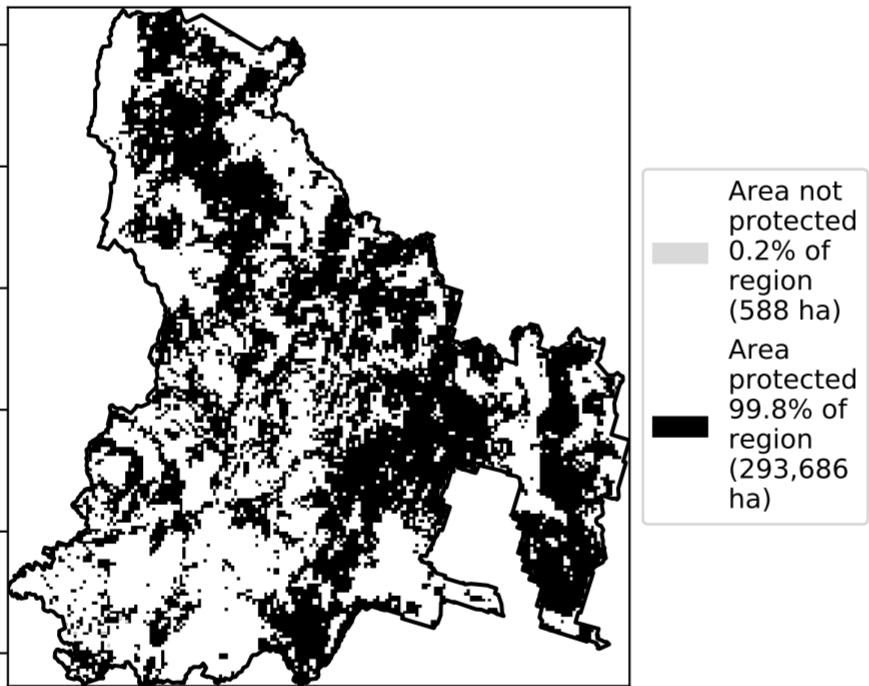 Area not
protected
0.2% of
region
(588 ha)
Area
protected
99.8% of
region
(293,686
ha)